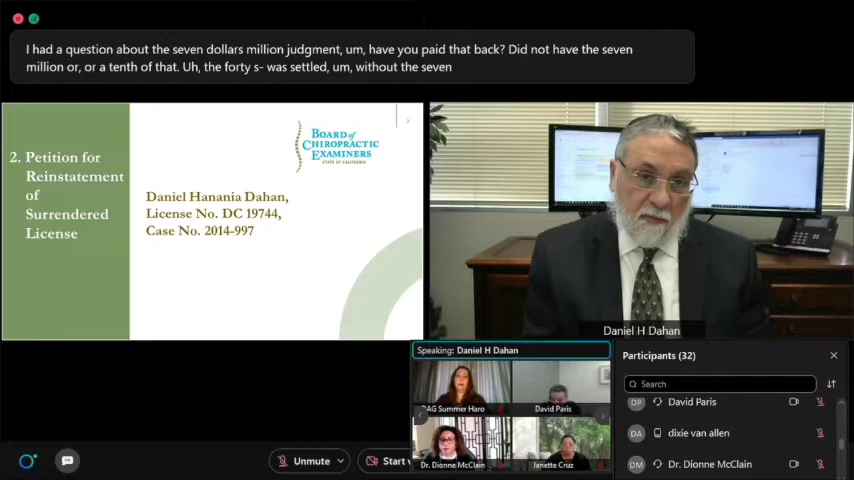 I had a question about the seven dollars million judgment, um, have you paid that back? Did not have the seven
million or, or a tenth of that. Uh, the forty s- was settled, um, without the seven
2. Petition for
Reinstatement
of
Surrendered
License
2
BOARD of
CHIROPRACTIC
EXAMINERS
STATE OF CALIFORNIA
Daniel Hanania Dahan,
License No. DC 19744,
Case No. 2014-997
Daniel H Dahan
Speaking: Daniel H Dahan
DAG Summer Haro
David Paris
Dr. Dionne McClain
Janette Cruz
Participants (32)
Search
DP David Paris
DA dixie van allen
DM Dr. Dionne McClain
Unmute
Start